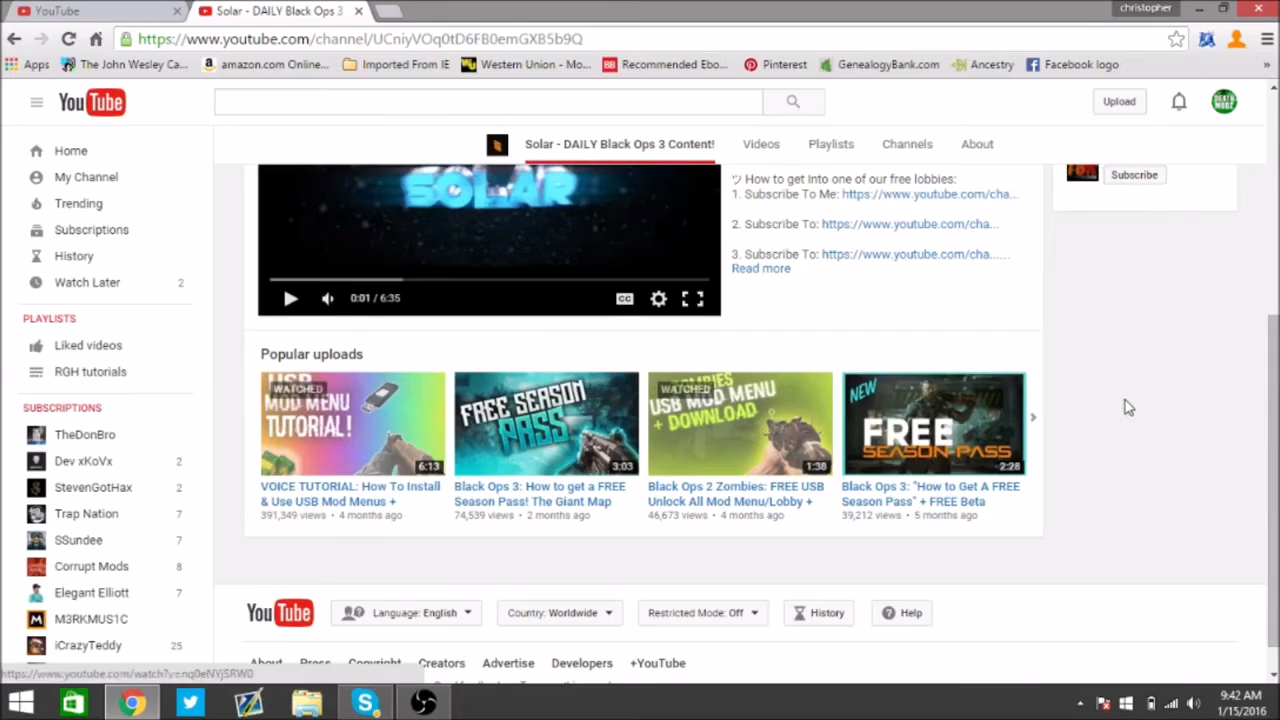 YouTube
Solar - DAILY Black Ops 3
christopher
https://www.youtube.com/channel/UCniyVOq0tD6FB0emGXB5b9Q
Apps
The John Wesley Ca...
amazon.com Online...
Imported From IE
Western Union - Mo...
Recommended Ebo...
Pinterest
GenealogyBank.com
Ancestry
Facebook logo
»
YouTube
Upload
DEATH MODZ
Solar - DAILY Black Ops 3 Content!
Videos
Playlists
Channels
About
Home
My Channel
Trending
Subscriptions
History
Watch Later 2
PLAYLISTS
Liked videos
RGH tutorials
SUBSCRIPTIONS
TheDonBro
Dev xKoVx 2
StevenGotHax 2
Trap Nation 7
SSundee 7
Corrupt Mods 8
Elegant Elliott 7
M3RKMUS1C
iCrazyTeddy 25
SOLAR
0:01 / 6:35
CC
ツ How to get Into one of our free lobbies:
1. Subscribe To Me: https://www.youtube.com/cha...
2. Subscribe To: https://www.youtube.com/cha...
3. Subscribe To: https://www.youtube.com/cha......
Read more
Subscribe
Popular uploads
WATCHED
USB
MOD MENU
TUTORIAL!
6:13
VOICE TUTORIAL: How To Install
& Use USB Mod Menus +
391,349 views • 4 months ago
FREE SEASON
PASS
3:03
Black Ops 3: How to get a FREE
Season Pass! The Giant Map
74,539 views • 2 months ago
WATCHED
ZOMBIES
USB MOD MENU
+ DOWNLOAD
1:38
Black Ops 2 Zombies: FREE USB
Unlock All Mod Menu/Lobby +
46,673 views • 4 months ago
NEW
FREE
SEASON-PASS
2:28
Black Ops 3: "How to Get A FREE
Season Pass" + FREE Beta
39,212 views • 5 months ago
YouTube
Language: English
Country: Worldwide
Restricted Mode: Off
History
Help
About
Press
Copyright
Creators
Advertise
Developers
+YouTube
https://www.youtube.com/watch?v=nq0eNYjSRW0
9:42 AM
1/15/2016